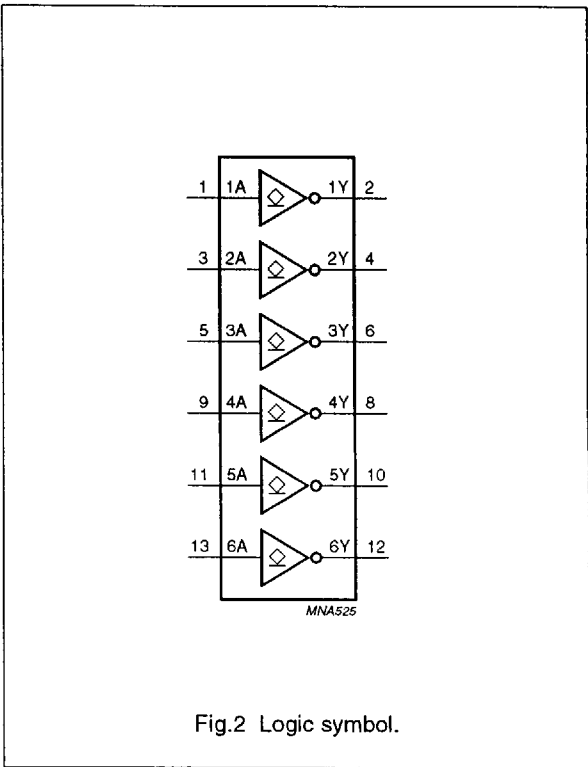 1 1A 1Y 2
3 2A 2Y 4
5 3A 3Y 6
9 4A 4Y 8
11 5A 5Y 10
13 6A 6Y 12
MNA525
Fig.2 Logic symbol.